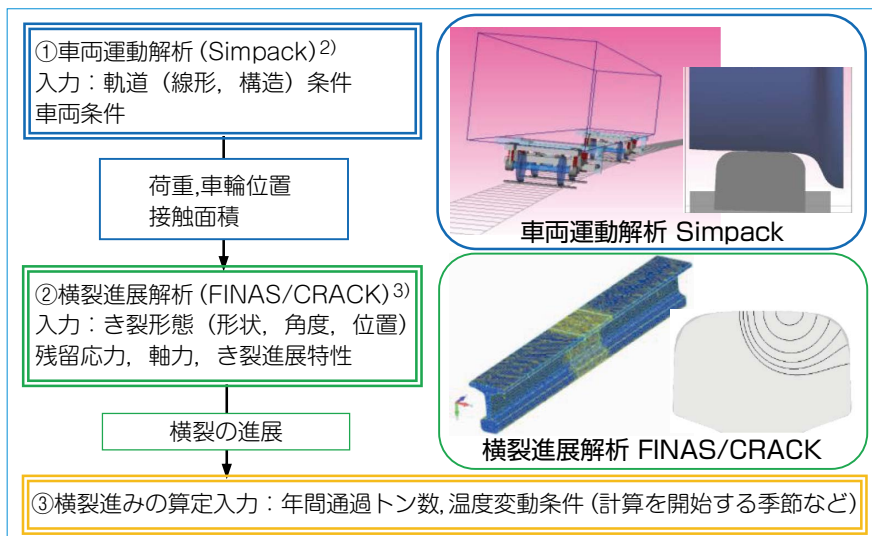 ①車両運動解析(Simpack)2)
入力：軌道（線形，構造）条件
車両条件
荷重,車輪位置
接触面積
②横裂進展解析(FINAS/CRACK)3)
入力：き裂形態（形状，角度，位置）
残留応力，軸力，き裂進展特性
横裂の進展
③横裂進みの算定入力：年間通過トン数,温度変動条件(計算を開始する季節など)
車両運動解析 Simpack
横裂進展解析 FINAS/CRACK